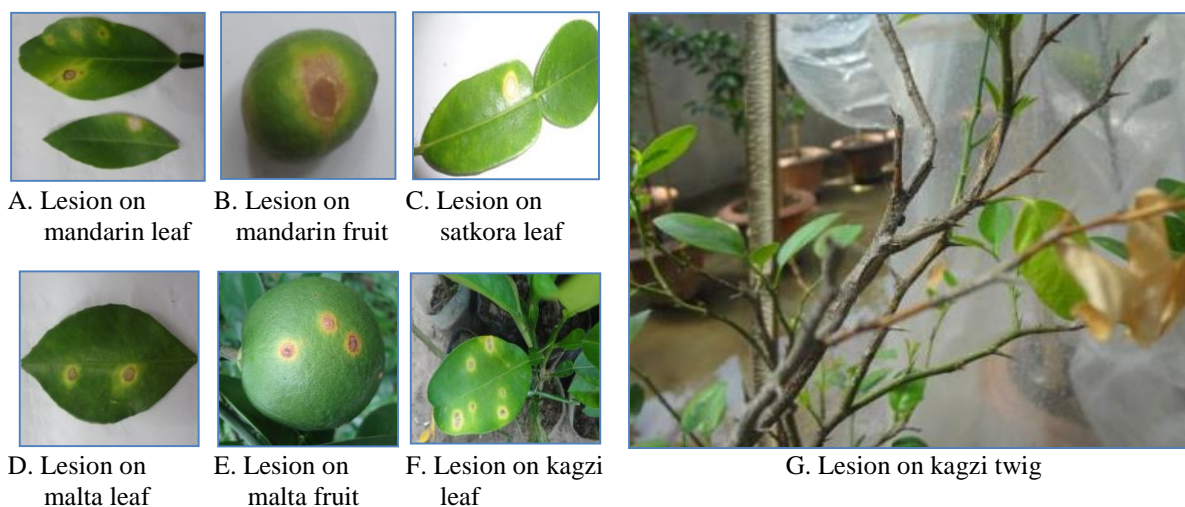 A. Lesion on
mandarin leaf
B. Lesion on
mandarin fruit
C. Lesion on
satkora leaf
D. Lesion on
malta leaf
E. Lesion on
malta fruit
F. Lesion on kagzi
leaf
G. Lesion on kagzi twig